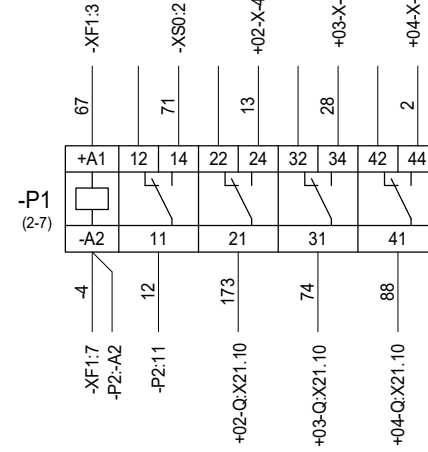 -XF1:3
-XS0:2
+02-X-4
+03-X-
+04-X-
67
71
13
28
2
+A1 12 14 22 24 32 34 42 44
-P1
(2-7)
-A2 11 21 31 41
-4
12
173
74
88
-XF1:7
-P2:-A2
-P2:11
+02-Q:X21.10
+03-Q:X21.10
+04-Q:X21.10